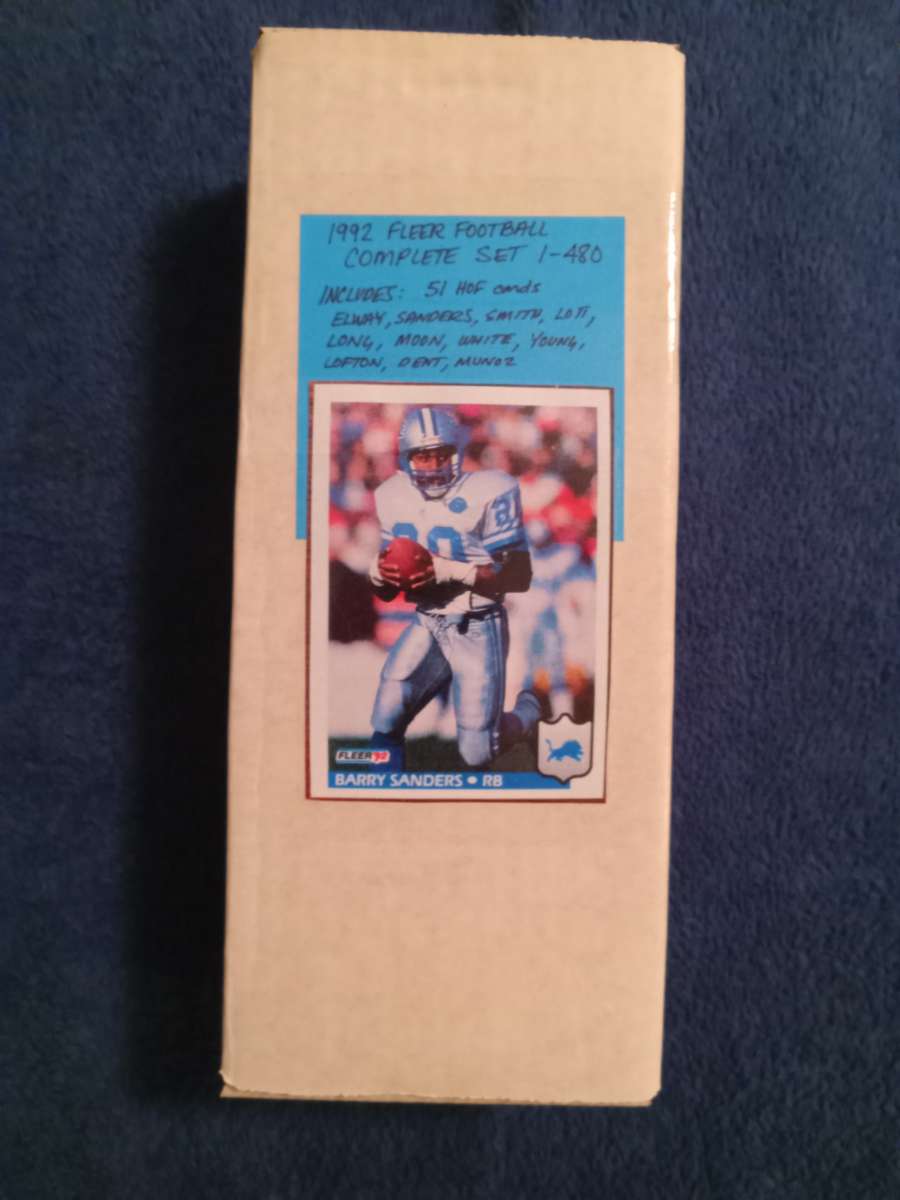 1992 FLEER FOOTBALL
COMPLETE SET 1-480
INCLUDES: 51 HOF cards
ELWAY, SANDERS, SMITH, LOTT,
LONG, MOON, WHITE, YOUNG,
LOFTON, DENT, MUNOZ
20
FLEER '92
BARRY SANDERS • RB